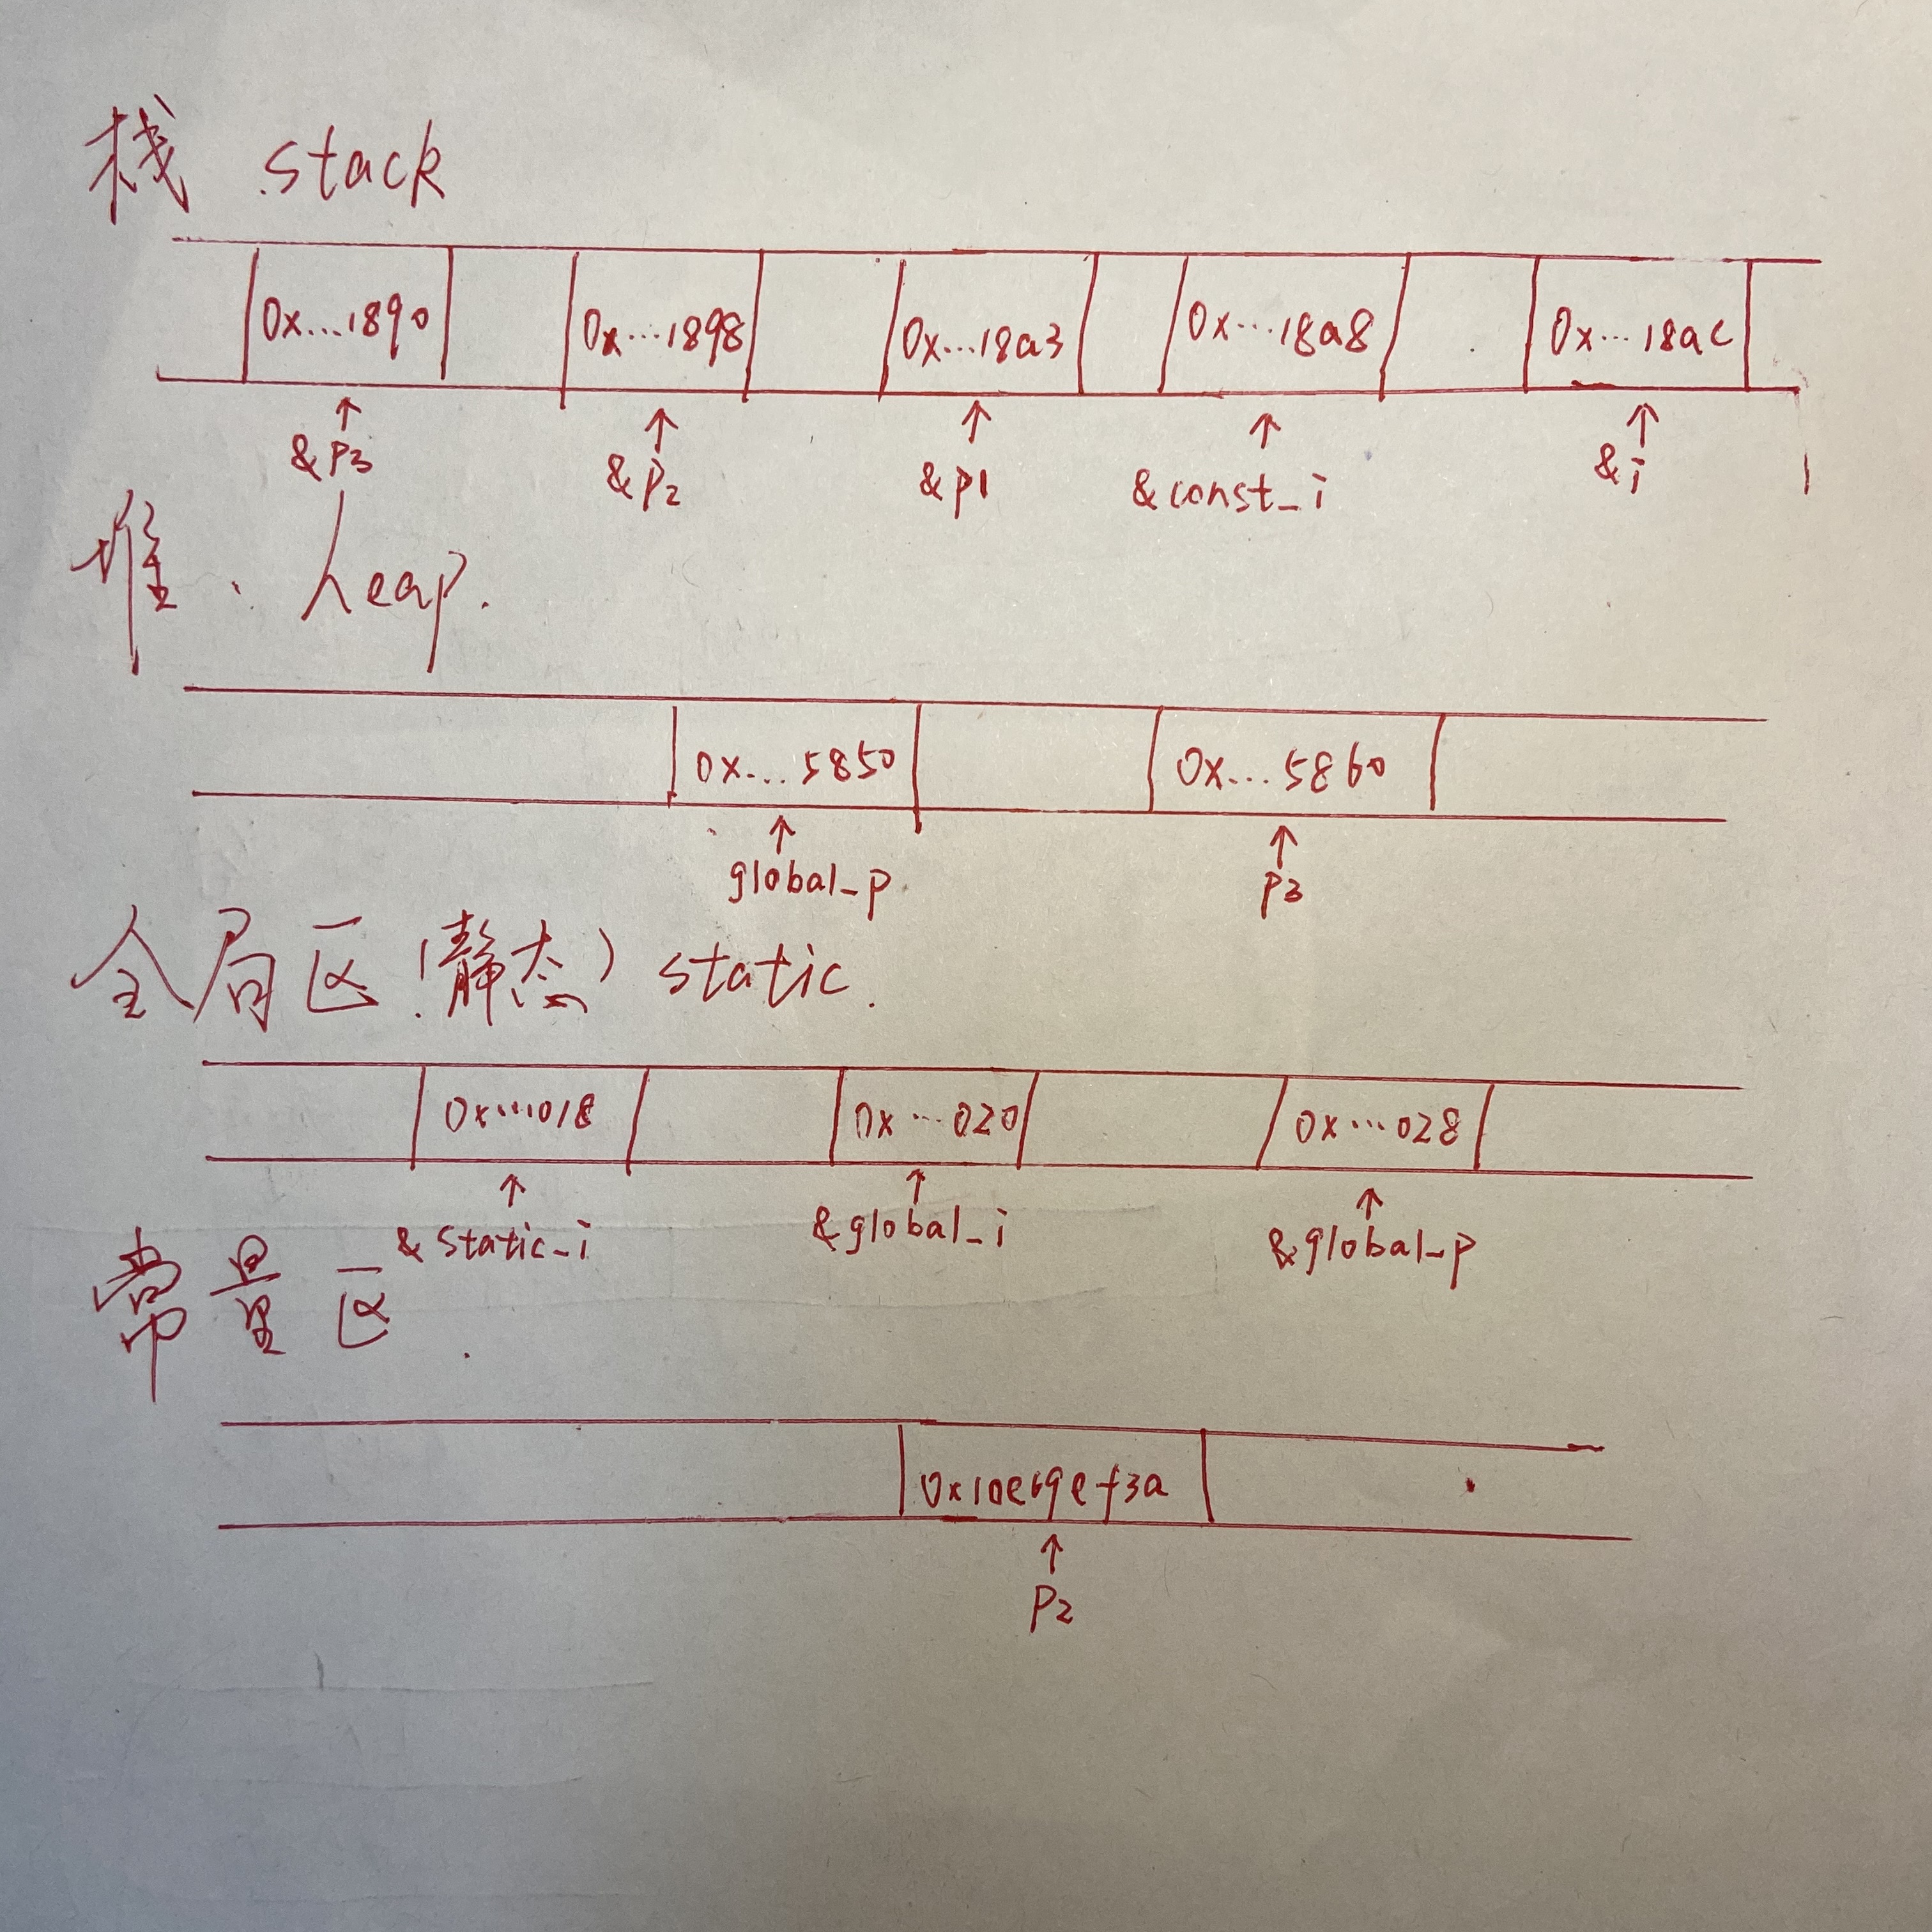 栈 stack
0x...1890 0x...1898 0x...18a3 0x...18a8 0x...18ac
&p3 &p2 &p1 &const_i &i
堆、heap.
0x...5850 0x...5860
global_p p3
全局区(静态) static.
0x...018 0x...020 0x...028
&static_i &global_i &global_p
常量区.
0x10e69ef3a
p2